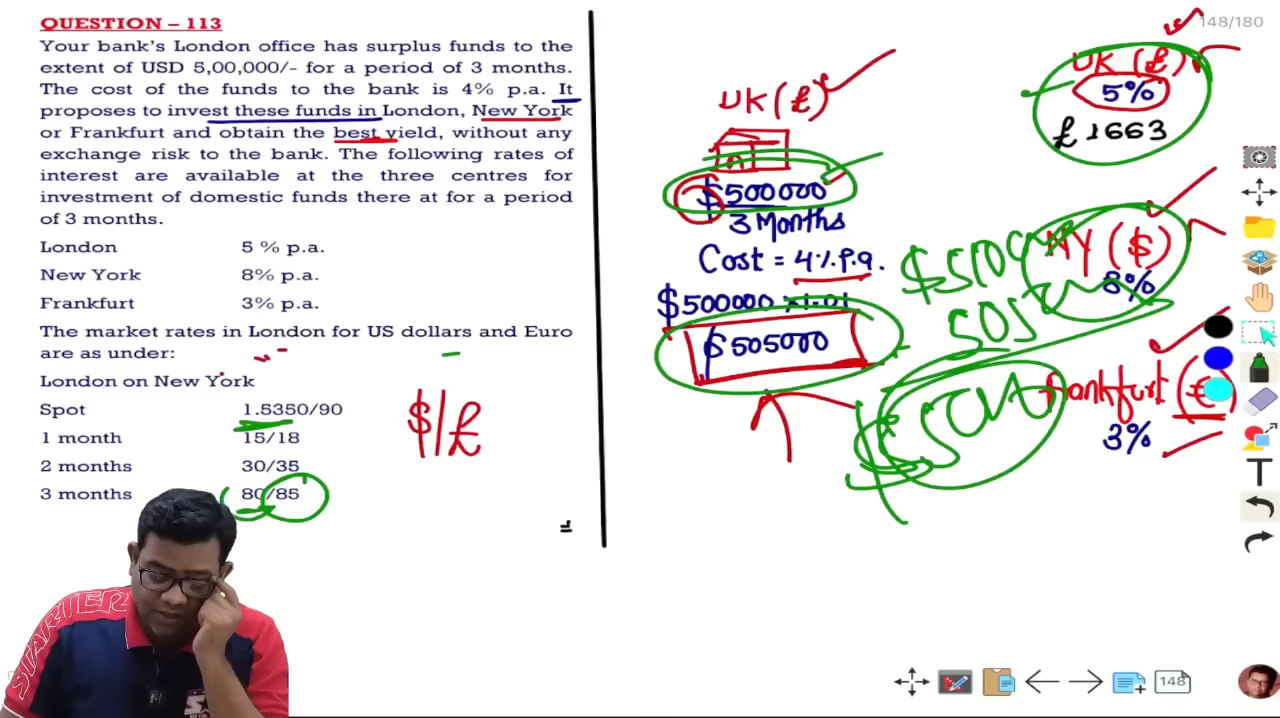 QUESTION – 113
Your bank's London office has surplus funds to the
extent of USD 5,00,000/- for a period of 3 months.
The cost of the funds to the bank is 4% p.a. It
proposes to invest these funds in London, New York
or Frankfurt and obtain the best yield, without any
exchange risk to the bank. The following rates of
interest are available at the three centres for
investment of domestic funds there at for a period
of 3 months.
London 5 % p.a.
New York 8% p.a.
Frankfurt 3% p.a.
The market rates in London for US dollars and Euro
are as under:
London on New York
Spot 1.5350/90
1 month 15/18
2 months 30/35
3 months 80/85
$/£
UK (£)
$500000
3 Months
Cost = 4%.P.a.
$500000 x1.01
$505000
148/180
UK (£)
5%
£1663
NY ($)
8%
505
Frankfurt (€)
3%
STARTER
T
148